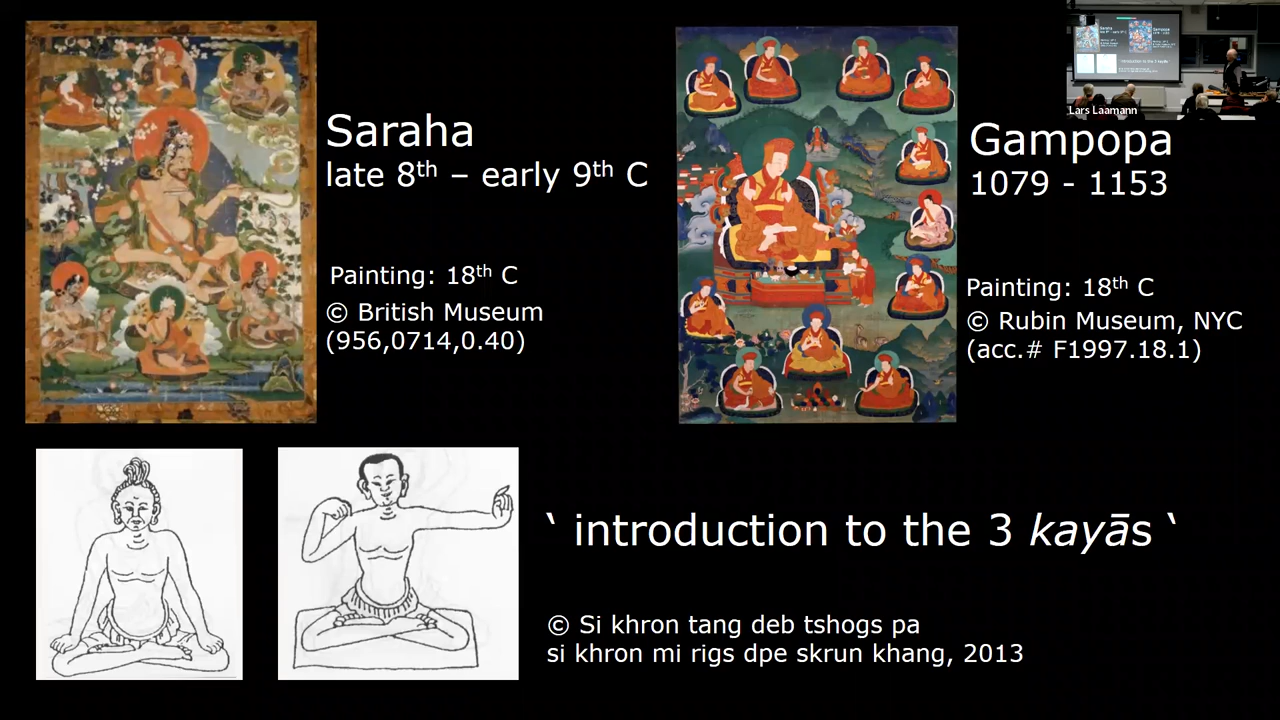 Saraha
late 8th – early 9th C
Painting: 18th C
© British Museum
(956,0714,0.40)
Lars Laamann
Gampopa
1079 - 1153
Painting: 18th C
© Rubin Museum, NYC
(acc.# F1997.18.1)
‛ introduction to the 3 kayās ‛
© Si khron tang deb tshogs pa
si khron mi rigs dpe skrun khang, 2013